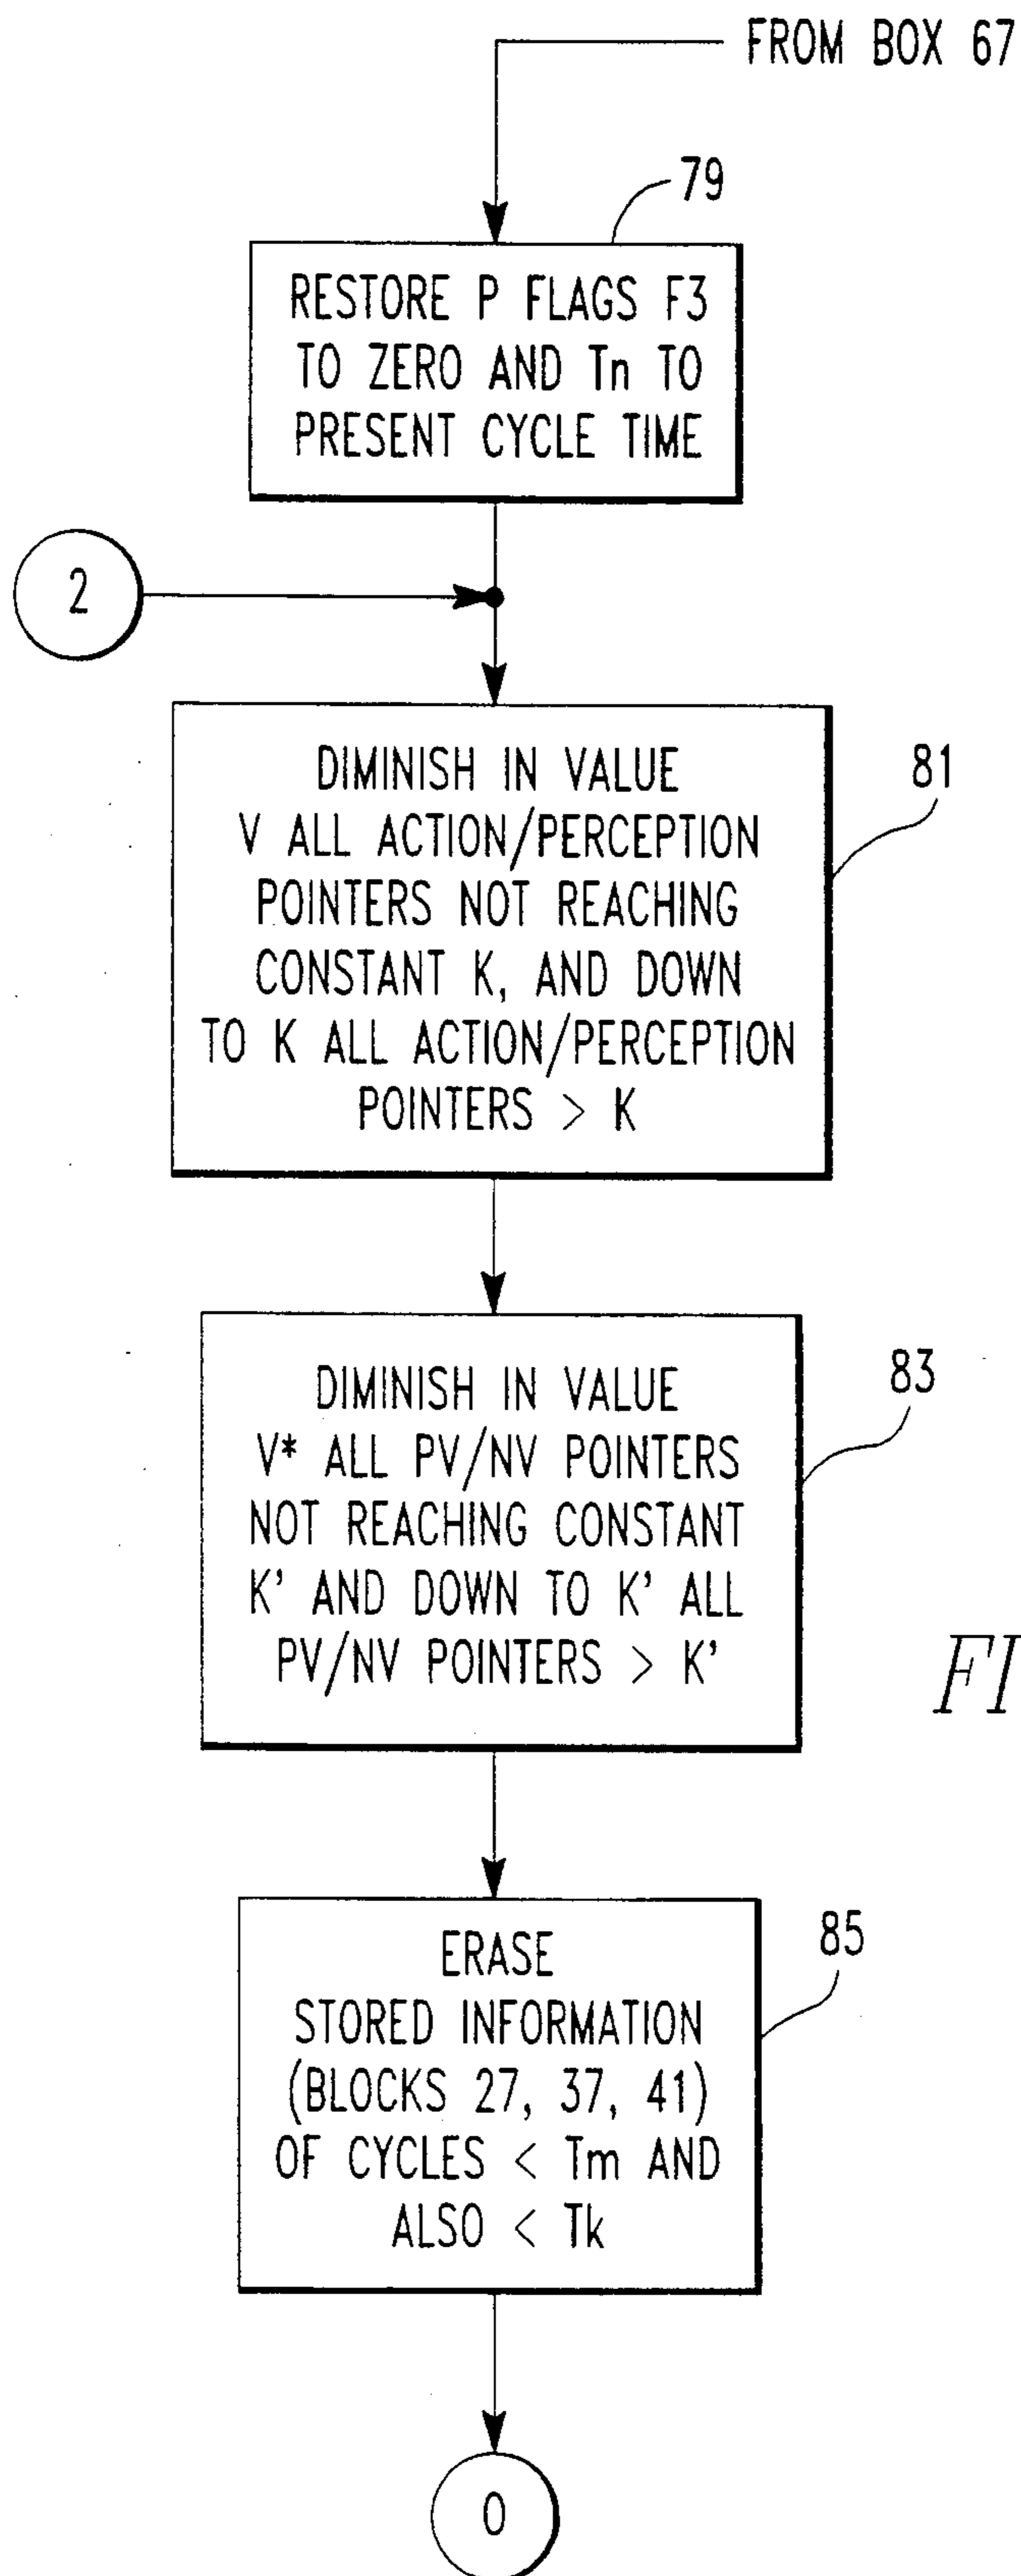 FROM BOX 67
79
RESTORE P FLAGS F3
TO ZERO AND Tn TO
PRESENT CYCLE TIME
2
81
DIMINISH IN VALUE
V ALL ACTION/PERCEPTION
POINTERS NOT REACHING
CONSTANT K, AND DOWN
TO K ALL ACTION/PERCEPTION
POINTERS > K
83
DIMINISH IN VALUE
V* ALL PV/NV POINTERS
NOT REACHING CONSTANT
K' AND DOWN TO K' ALL
PV/NV POINTERS > K'
FI
85
ERASE
STORED INFORMATION
(BLOCKS 27, 37, 41)
OF CYCLES < Tm AND
ALSO < Tk
0